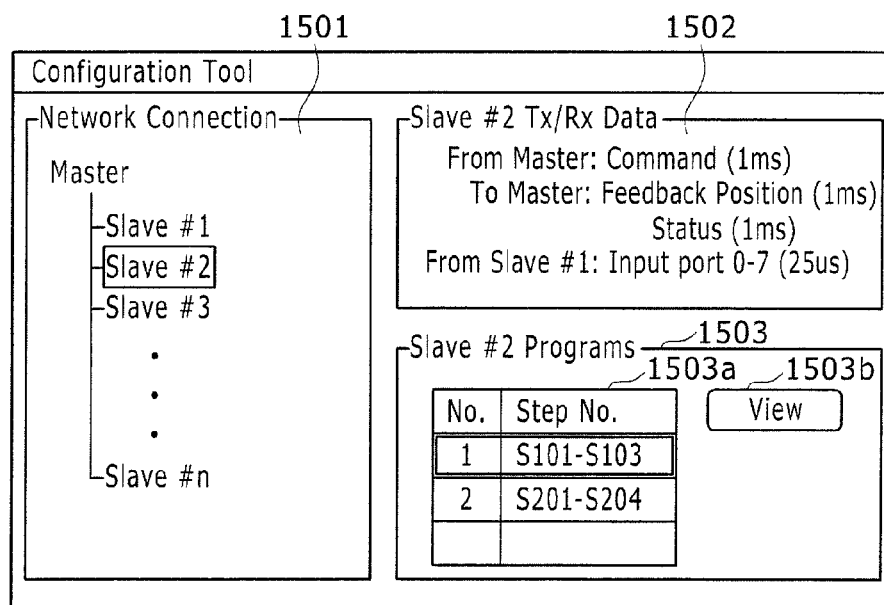 1501
1502
Configuration Tool
Network Connection
Master
Slave #1
Slave #2
Slave #3
Slave #n
Slave #2 Tx/Rx Data
From Master: Command (1ms)
To Master: Feedback Position (1ms)
Status (1ms)
From Slave #1: Input port 0-7 (25us)
Slave #2 Programs
1503
1503a
1503b
No. Step No.
1 S101-S103
2 S201-S204
View